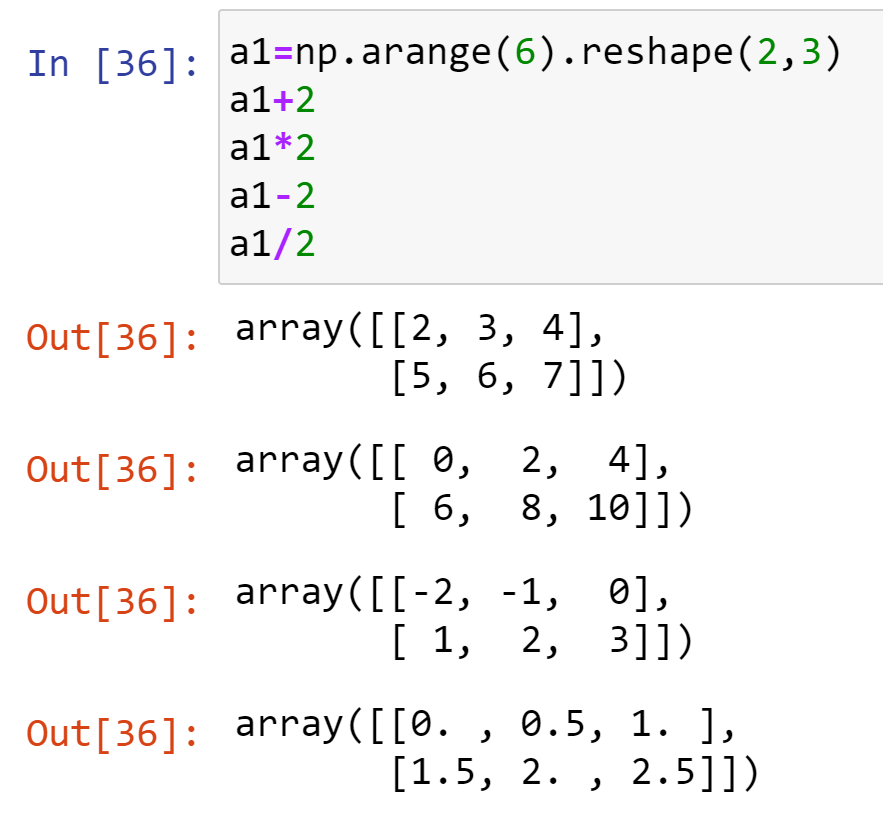 In [36]: a1=np.arange(6).reshape(2,3)
a1+2
a1*2
a1-2
a1/2
Out[36]: array([[2, 3, 4],
[5, 6, 7]])
Out[36]: array([[ 0,  2,  4],
[ 6,  8, 10]])
Out[36]: array([[-2, -1,  0],
[ 1,  2,  3]])
Out[36]: array([[0. , 0.5, 1. ],
[1.5, 2. , 2.5]])